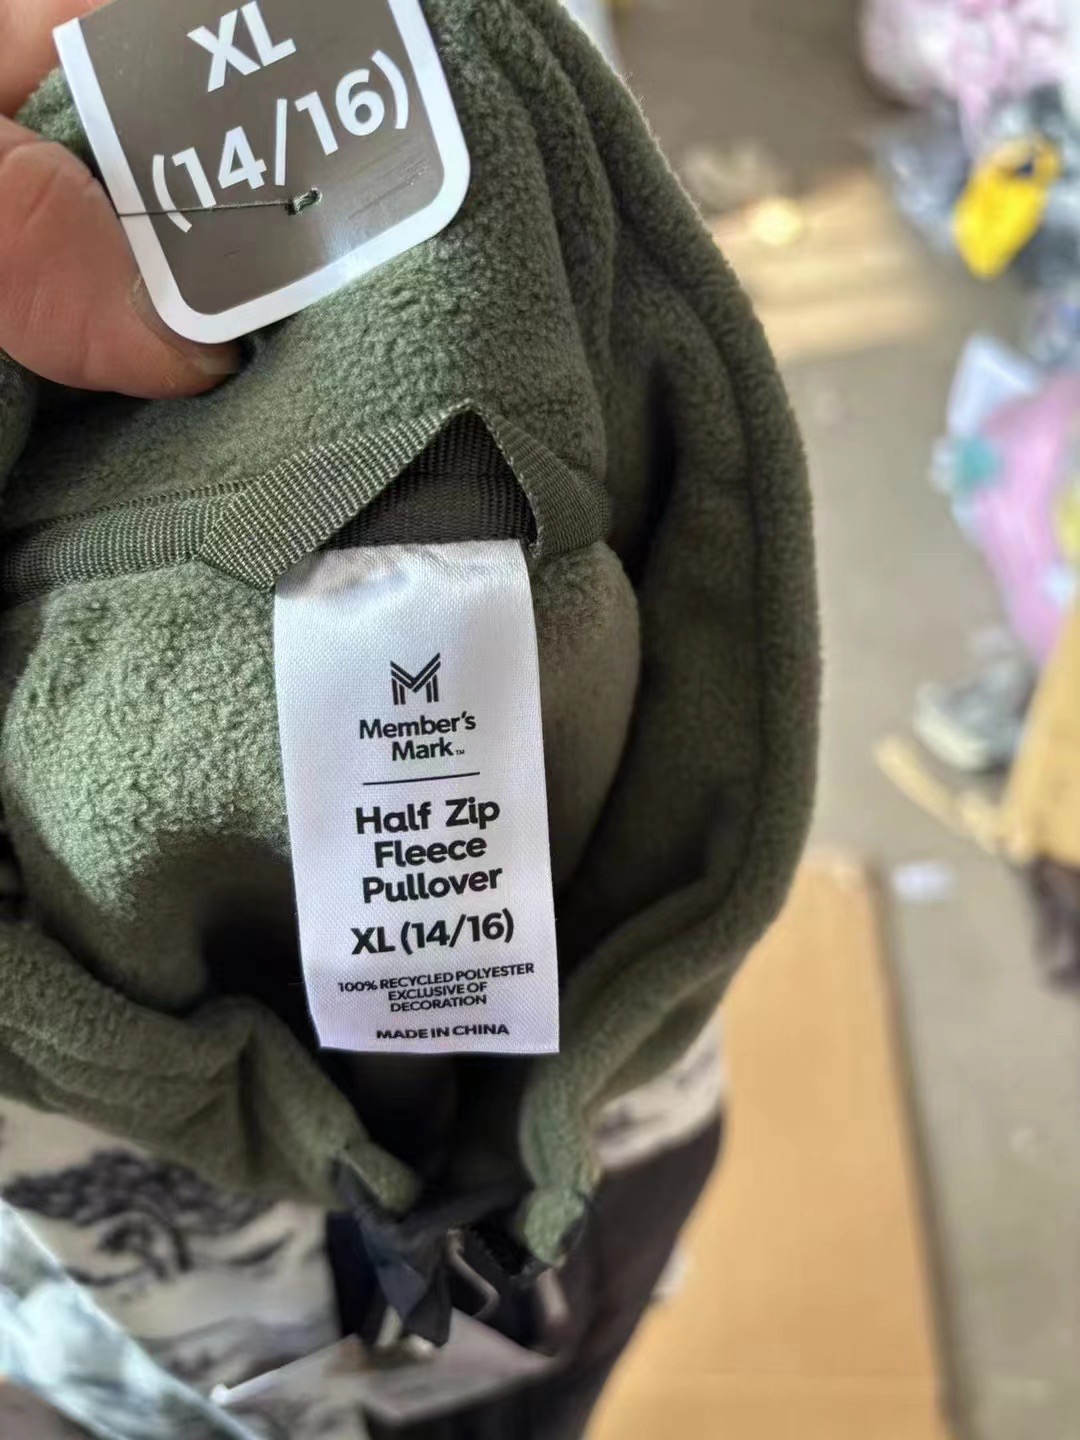 XL
(14/16)
Member's
Mark™
Half Zip
Fleece
Pullover
XL (14/16)
100% RECYCLED POLYESTER
EXCLUSIVE OF
DECORATION
MADE IN CHINA